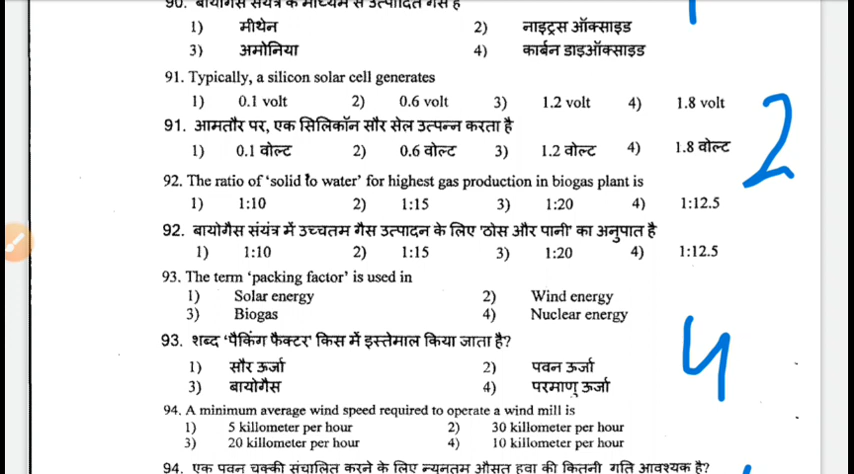 90. बायोगैस संयंत्र के माध्यम से उत्पादित गैस है
1) मीथेन 2) नाइट्रस ऑक्साइड
3) अमोनिया 4) कार्बन डाइऑक्साइड
91. Typically, a silicon solar cell generates
1) 0.1 volt 2) 0.6 volt 3) 1.2 volt 4) 1.8 volt
91. आमतौर पर, एक सिलिकॉन सौर सेल उत्पन्न करता है
1) 0.1 वोल्ट 2) 0.6 वोल्ट 3) 1.2 वोल्ट 4) 1.8 वोल्ट
2
92. The ratio of ‘solid to water’ for highest gas production in biogas plant is
1) 1:10 2) 1:15 3) 1:20 4) 1:12.5
92. बायोगैस संयंत्र में उच्चतम गैस उत्पादन के लिए 'ठोस और पानी' का अनुपात है
1) 1:10 2) 1:15 3) 1:20 4) 1:12.5
93. The term ‘packing factor’ is used in
1) Solar energy 2) Wind energy
3) Biogas 4) Nuclear energy
93. शब्द 'पैकिंग फैक्टर' किस में इस्तेमाल किया जाता है?
1) सौर ऊर्जा 2) पवन ऊर्जा
3) बायोगैस 4) परमाणु ऊर्जा
4
94. A minimum average wind speed required to operate a wind mill is
1) 5 killometer per hour 2) 30 killometer per hour
3) 20 killometer per hour 4) 10 killometer per hour
94. एक पवन चक्की संचालित करने के लिए न्यूनतम औसत हवा की कितनी गति आवश्यक है?